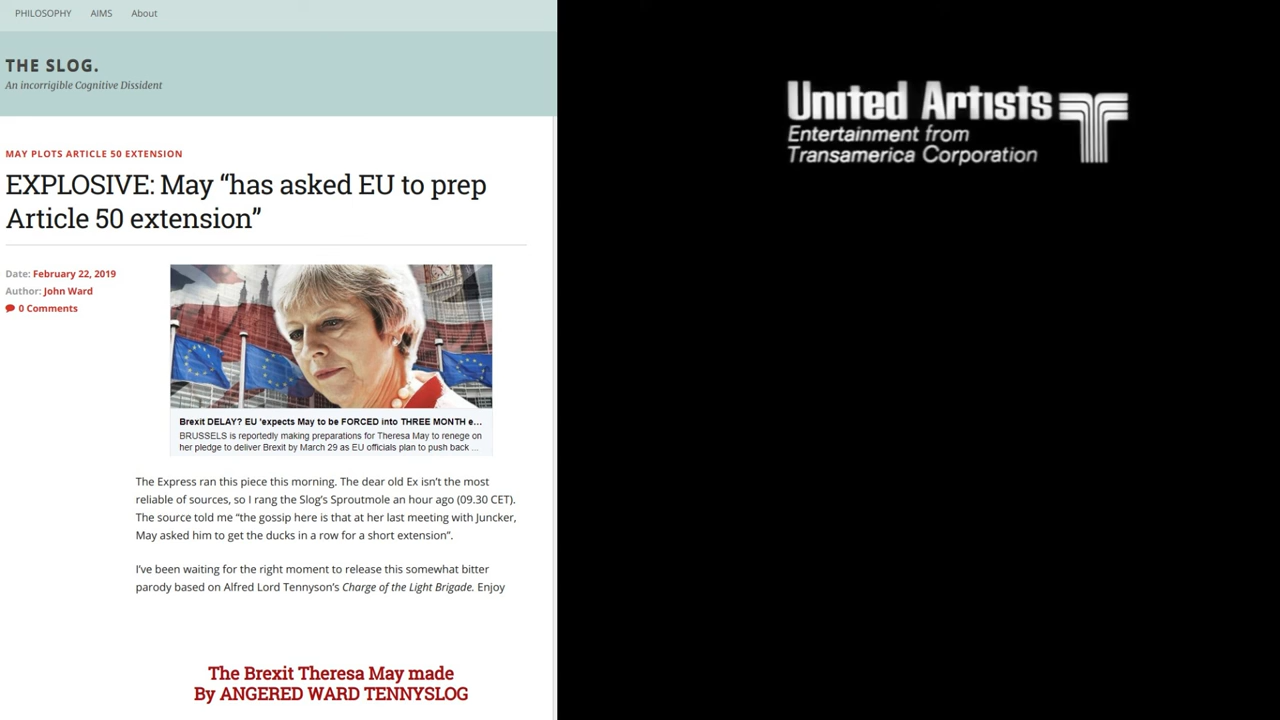 PHILOSOPHY AIMS About
THE SLOG.
An incorrigible Cognitive Dissident
MAY PLOTS ARTICLE 50 EXTENSION
EXPLOSIVE: May “has asked EU to prep
Article 50 extension”
Date: February 22, 2019
Author: John Ward
0 Comments
Brexit DELAY? EU 'expects May to be FORCED into THREE MONTH e...
BRUSSELS is reportedly making preparations for Theresa May to renege on
her pledge to deliver Brexit by March 29 as EU officials plan to push back ...
The Express ran this piece this morning. The dear old Ex isn’t the most
reliable of sources, so I rang the Slog’s Sproutmole an hour ago (09.30 CET).
The source told me “the gossip here is that at her last meeting with Juncker,
May asked him to get the ducks in a row for a short extension”.
I’ve been waiting for the right moment to release this somewhat bitter
parody based on Alfred Lord Tennyson’s Charge of the Light Brigade. Enjoy
The Brexit Theresa May made
By ANGERED WARD TENNYSLOG
United Artists
Entertainment from
Transamerica Corporation